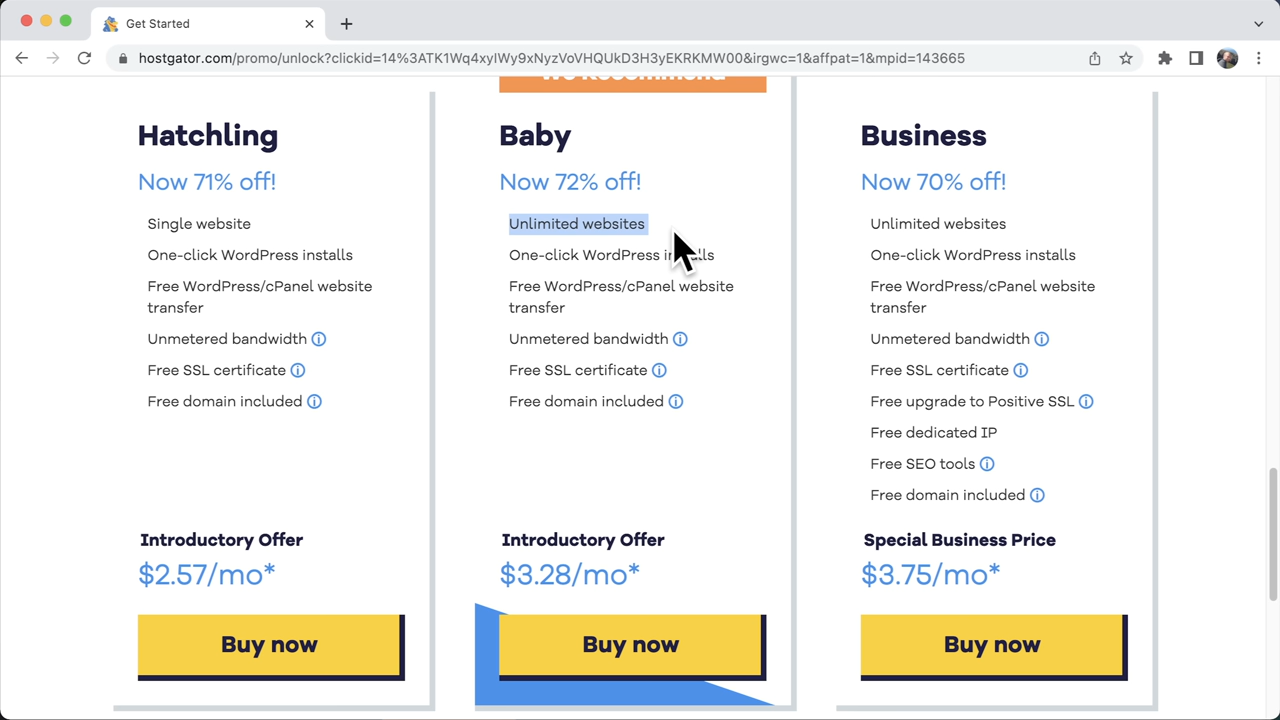 Get Started
hostgator.com/promo/unlock?clickid=14%3ATK1Wq4xyIWy9xNyzVoVHQUkD3H3yEKRKMW00&irgwc=1&affpat=1&mpid=143665
We Recommend
Hatchling
Now 71% off!
Single website
One-click WordPress installs
Free WordPress/cPanel website
transfer
Unmetered bandwidth
Free SSL certificate
Free domain included
Introductory Offer
$2.57/mo*
Buy now
Baby
Now 72% off!
Unlimited websites
One-click WordPress installs
Free WordPress/cPanel website
transfer
Unmetered bandwidth
Free SSL certificate
Free domain included
Introductory Offer
$3.28/mo*
Buy now
Business
Now 70% off!
Unlimited websites
One-click WordPress installs
Free WordPress/cPanel website
transfer
Unmetered bandwidth
Free SSL certificate
Free upgrade to Positive SSL
Free dedicated IP
Free SEO tools
Free domain included
Special Business Price
$3.75/mo*
Buy now